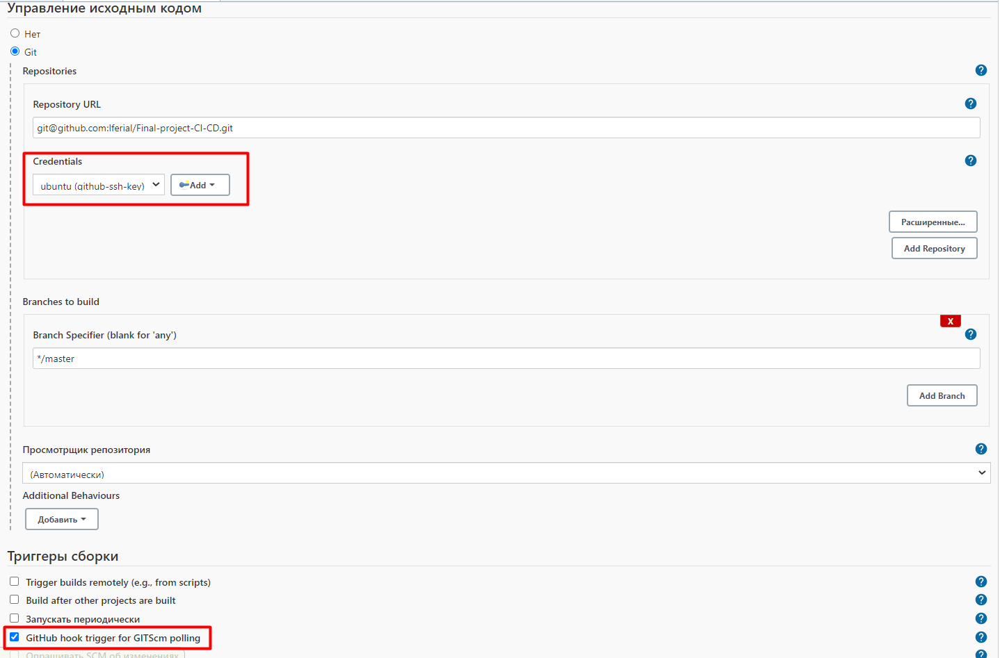 Управление исходным кодом
Нет
Git
Repositories
?
Repository URL
?
git@github.com:lferial/Final-project-CI-CD.git
Credentials
?
ubuntu (github-ssh-key)
Add
Расширенные...
Add Repository
Branches to build
X
Branch Specifier (blank for 'any')
?
*/master
Add Branch
Просмотрщик репозитория
?
(Автоматически)
Additional Behaviours
Добавить
Триггеры сборки
Trigger builds remotely (e.g., from scripts)
?
Build after other projects are built
?
Запускать периодически
?
GitHub hook trigger for GITScm polling
?
Опрашивать SCM об изменениях
?